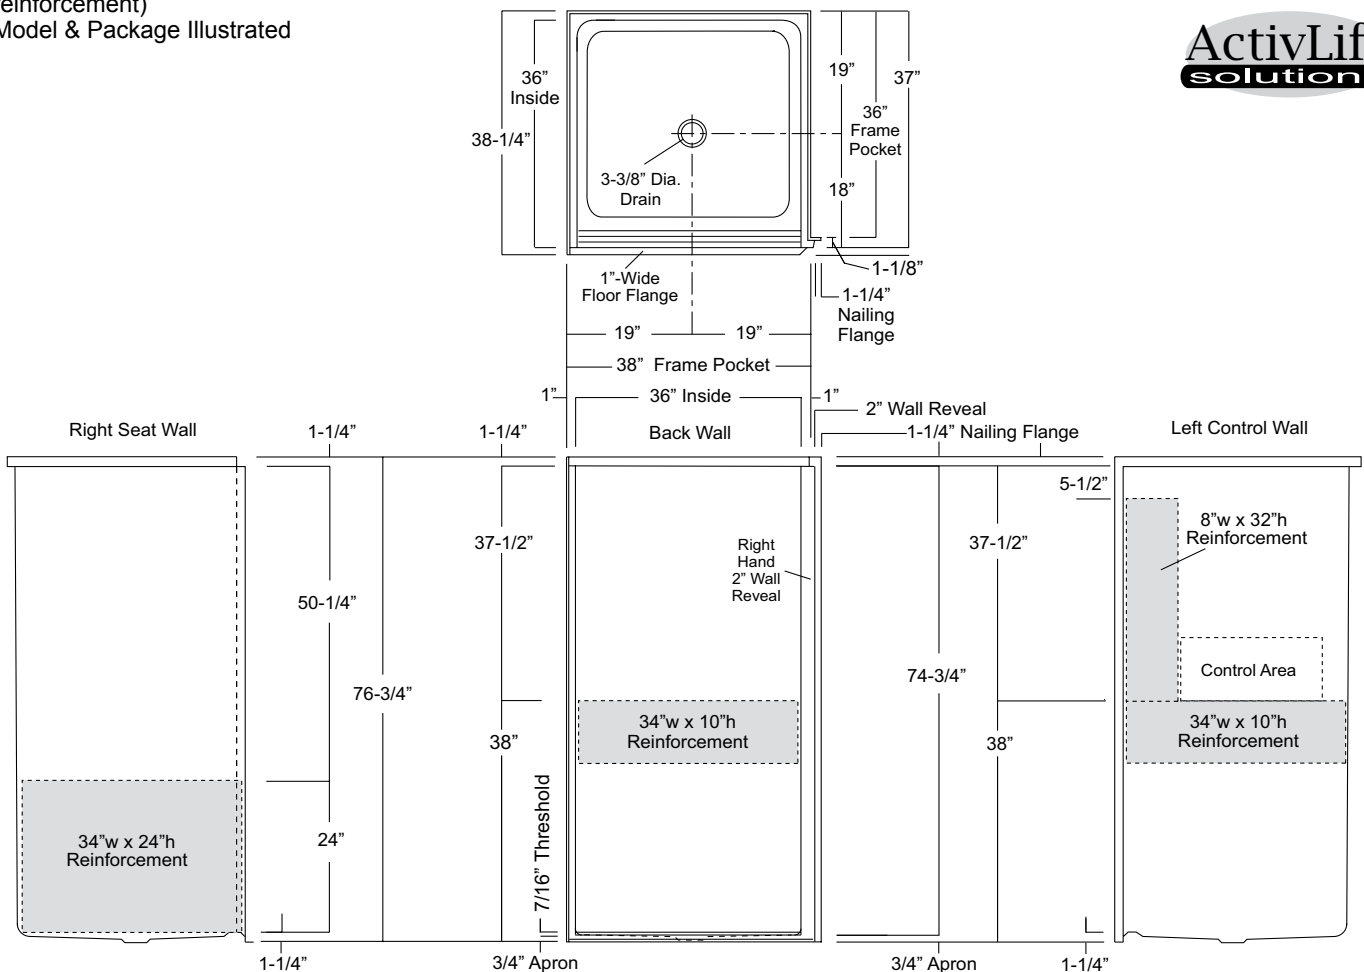 einforcement)
Model & Package Illustrated
ActivLif
solution
36”
Inside
38-1/4”
19”
37”
36”
Frame
Pocket
18”
3-3/8” Dia.
Drain
1-1/8”
1”-Wide
Floor Flange
1-1/4”
Nailing
Flange
19”
19”
38” Frame Pocket
1”
36” Inside
1”
2” Wall Reveal
Right Seat Wall
1-1/4”
1-1/4”
Back Wall
1-1/4” Nailing Flange
Left Control Wall
5-1/2”
8”w x 32”h
Reinforcement
37-1/2”
Right
Hand
2” Wall
Reveal
37-1/2”
50-1/4”
76-3/4”
74-3/4”
Control Area
34”w x 10”h
Reinforcement
38”
38”
34”w x 10”h
Reinforcement
34”w x 24”h
Reinforcement
24”
7/16” Threshold
1-1/4”
3/4” Apron
3/4” Apron
1-1/4”